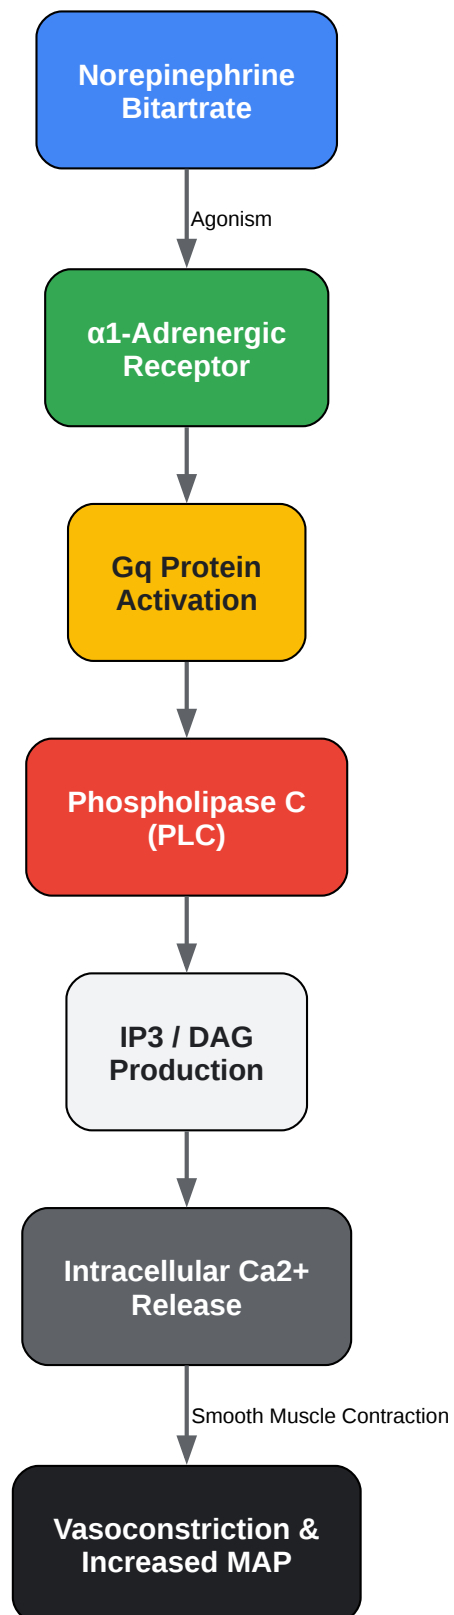 Norepinephrine
Bitartrate
Agonism
α1-Adrenergic
Receptor
Gq Protein
Activation
Phospholipase C
(PLC)
IP3 / DAG
Production
Intracellular Ca2+
Release
Smooth Muscle Contraction
Vasoconstriction &
Increased MAP